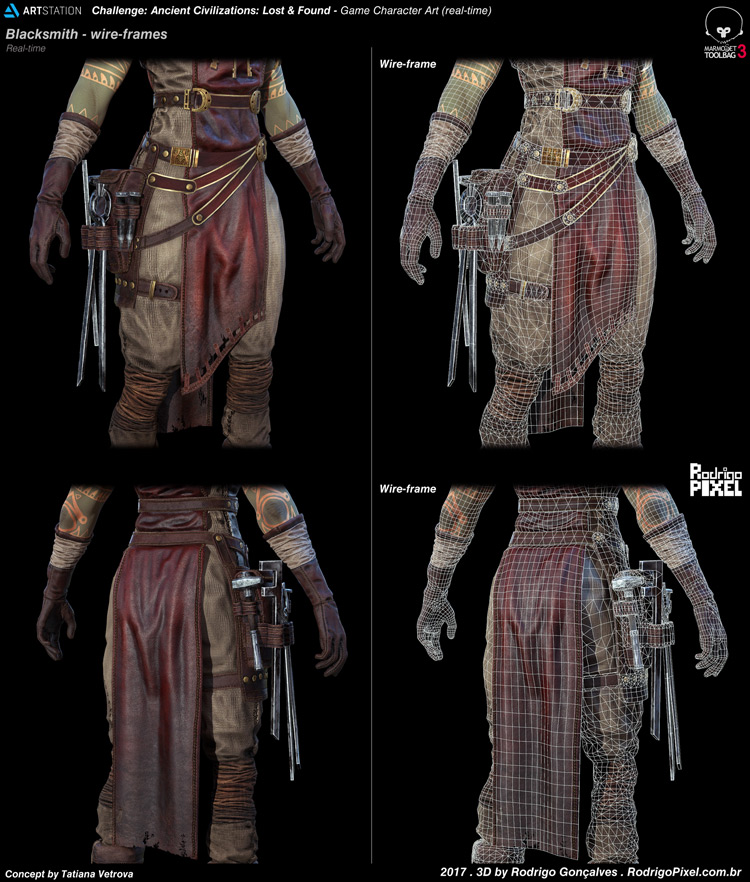 ARTSTATION Challenge: Ancient Civilizations: Lost & Found - Game Character Art (real-time)
Blacksmith - wire-frames
Real-time
MARMOSET
TOOLBAG 3
Wire-frame
Rodrigo
PIXEL
Wire-frame
Concept by Tatiana Vetrova
2017 . 3D by Rodrigo Gonçalves . RodrigoPixel.com.br